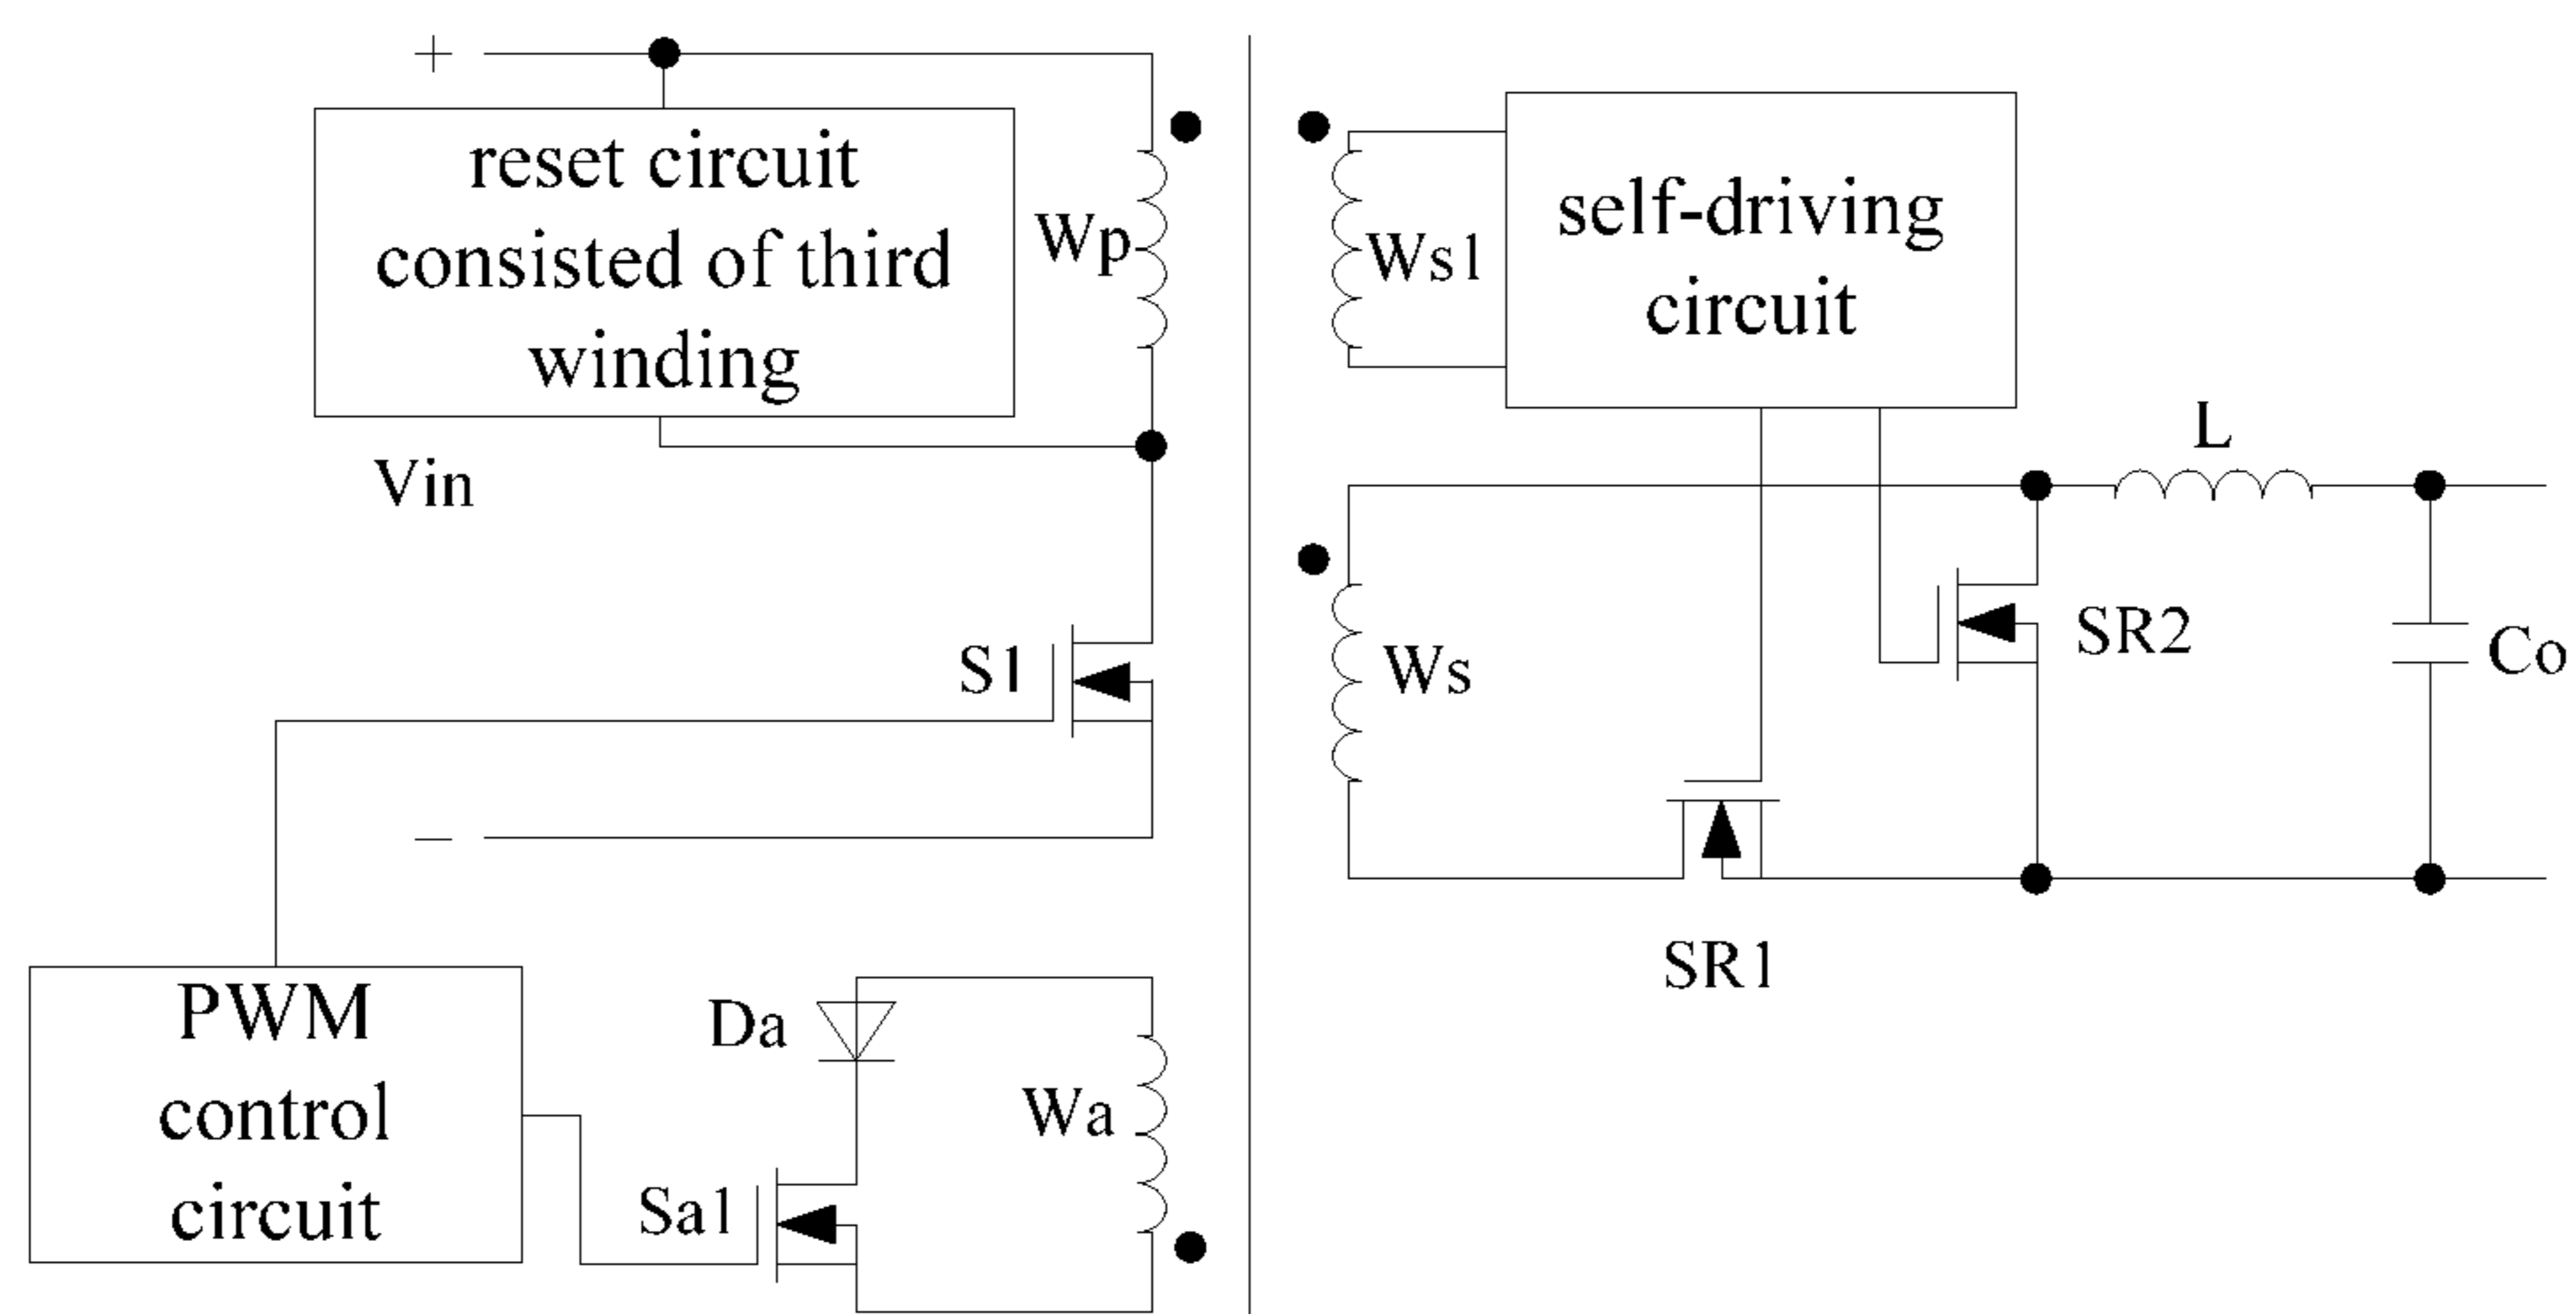 +
reset circuit
consisted of third
winding
Wp
Ws1
self-driving
circuit
L
Vin
S1
Ws
SR2
Co
–
SR1
PWM
control
circuit
Da
Wa
Sa1